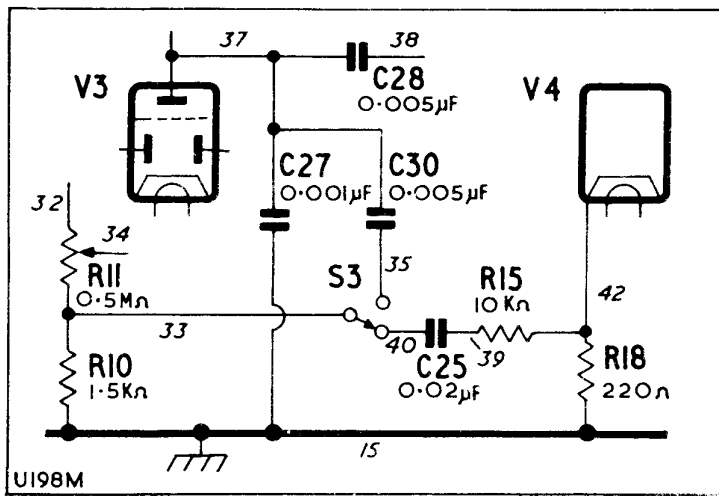 37
38
V3
C28
0.005µF
V4
C27
0.001µF
C30
0.005µF
32
34
R11
0.5MΩ
35
S3
R15
10KΩ
42
33
40
39
C25
0.02µF
R10
1.5KΩ
R18
220Ω
15
U198M